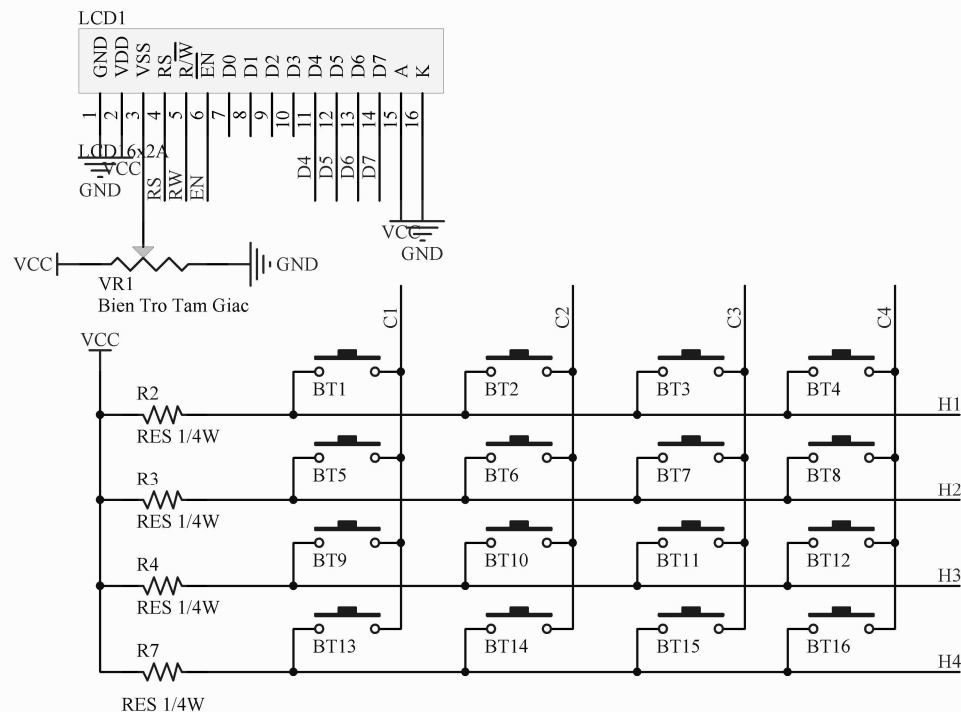 LCD1
GND VDD VSS RS R/W EN D0 D1 D2 D3 D4 D5 D6 D7 A K
1 2 3 4 5 6 7 8 9 10 11 12 13 14 15 16
LCD16x2A
VCC
GND
RS RW EN D4 D5 D6 D7
VCC
GND
VCC
GND
VR1
Bien Tro Tam Giac
C1 C2 C3 C4
VCC
BT1 BT2 BT3 BT4
R2
H1
RES 1/4W
BT5 BT6 BT7 BT8
R3
H2
RES 1/4W
BT9 BT10 BT11 BT12
R4
H3
RES 1/4W
BT13 BT14 BT15 BT16
R7
H4
RES 1/4W